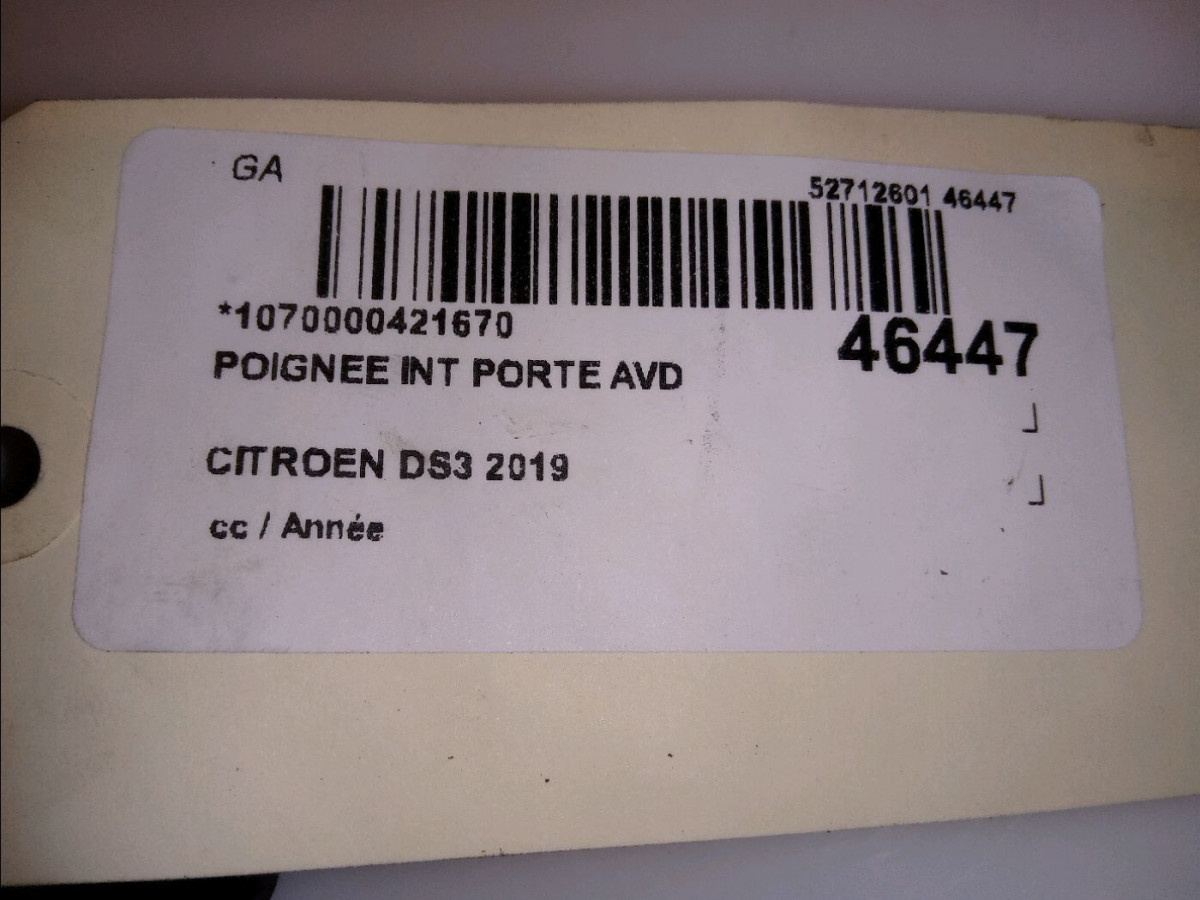 GA
52712601 46447
*1070000421670
46447
POIGNEE INT PORTE AVD
CITROEN DS3 2019
cc / Année